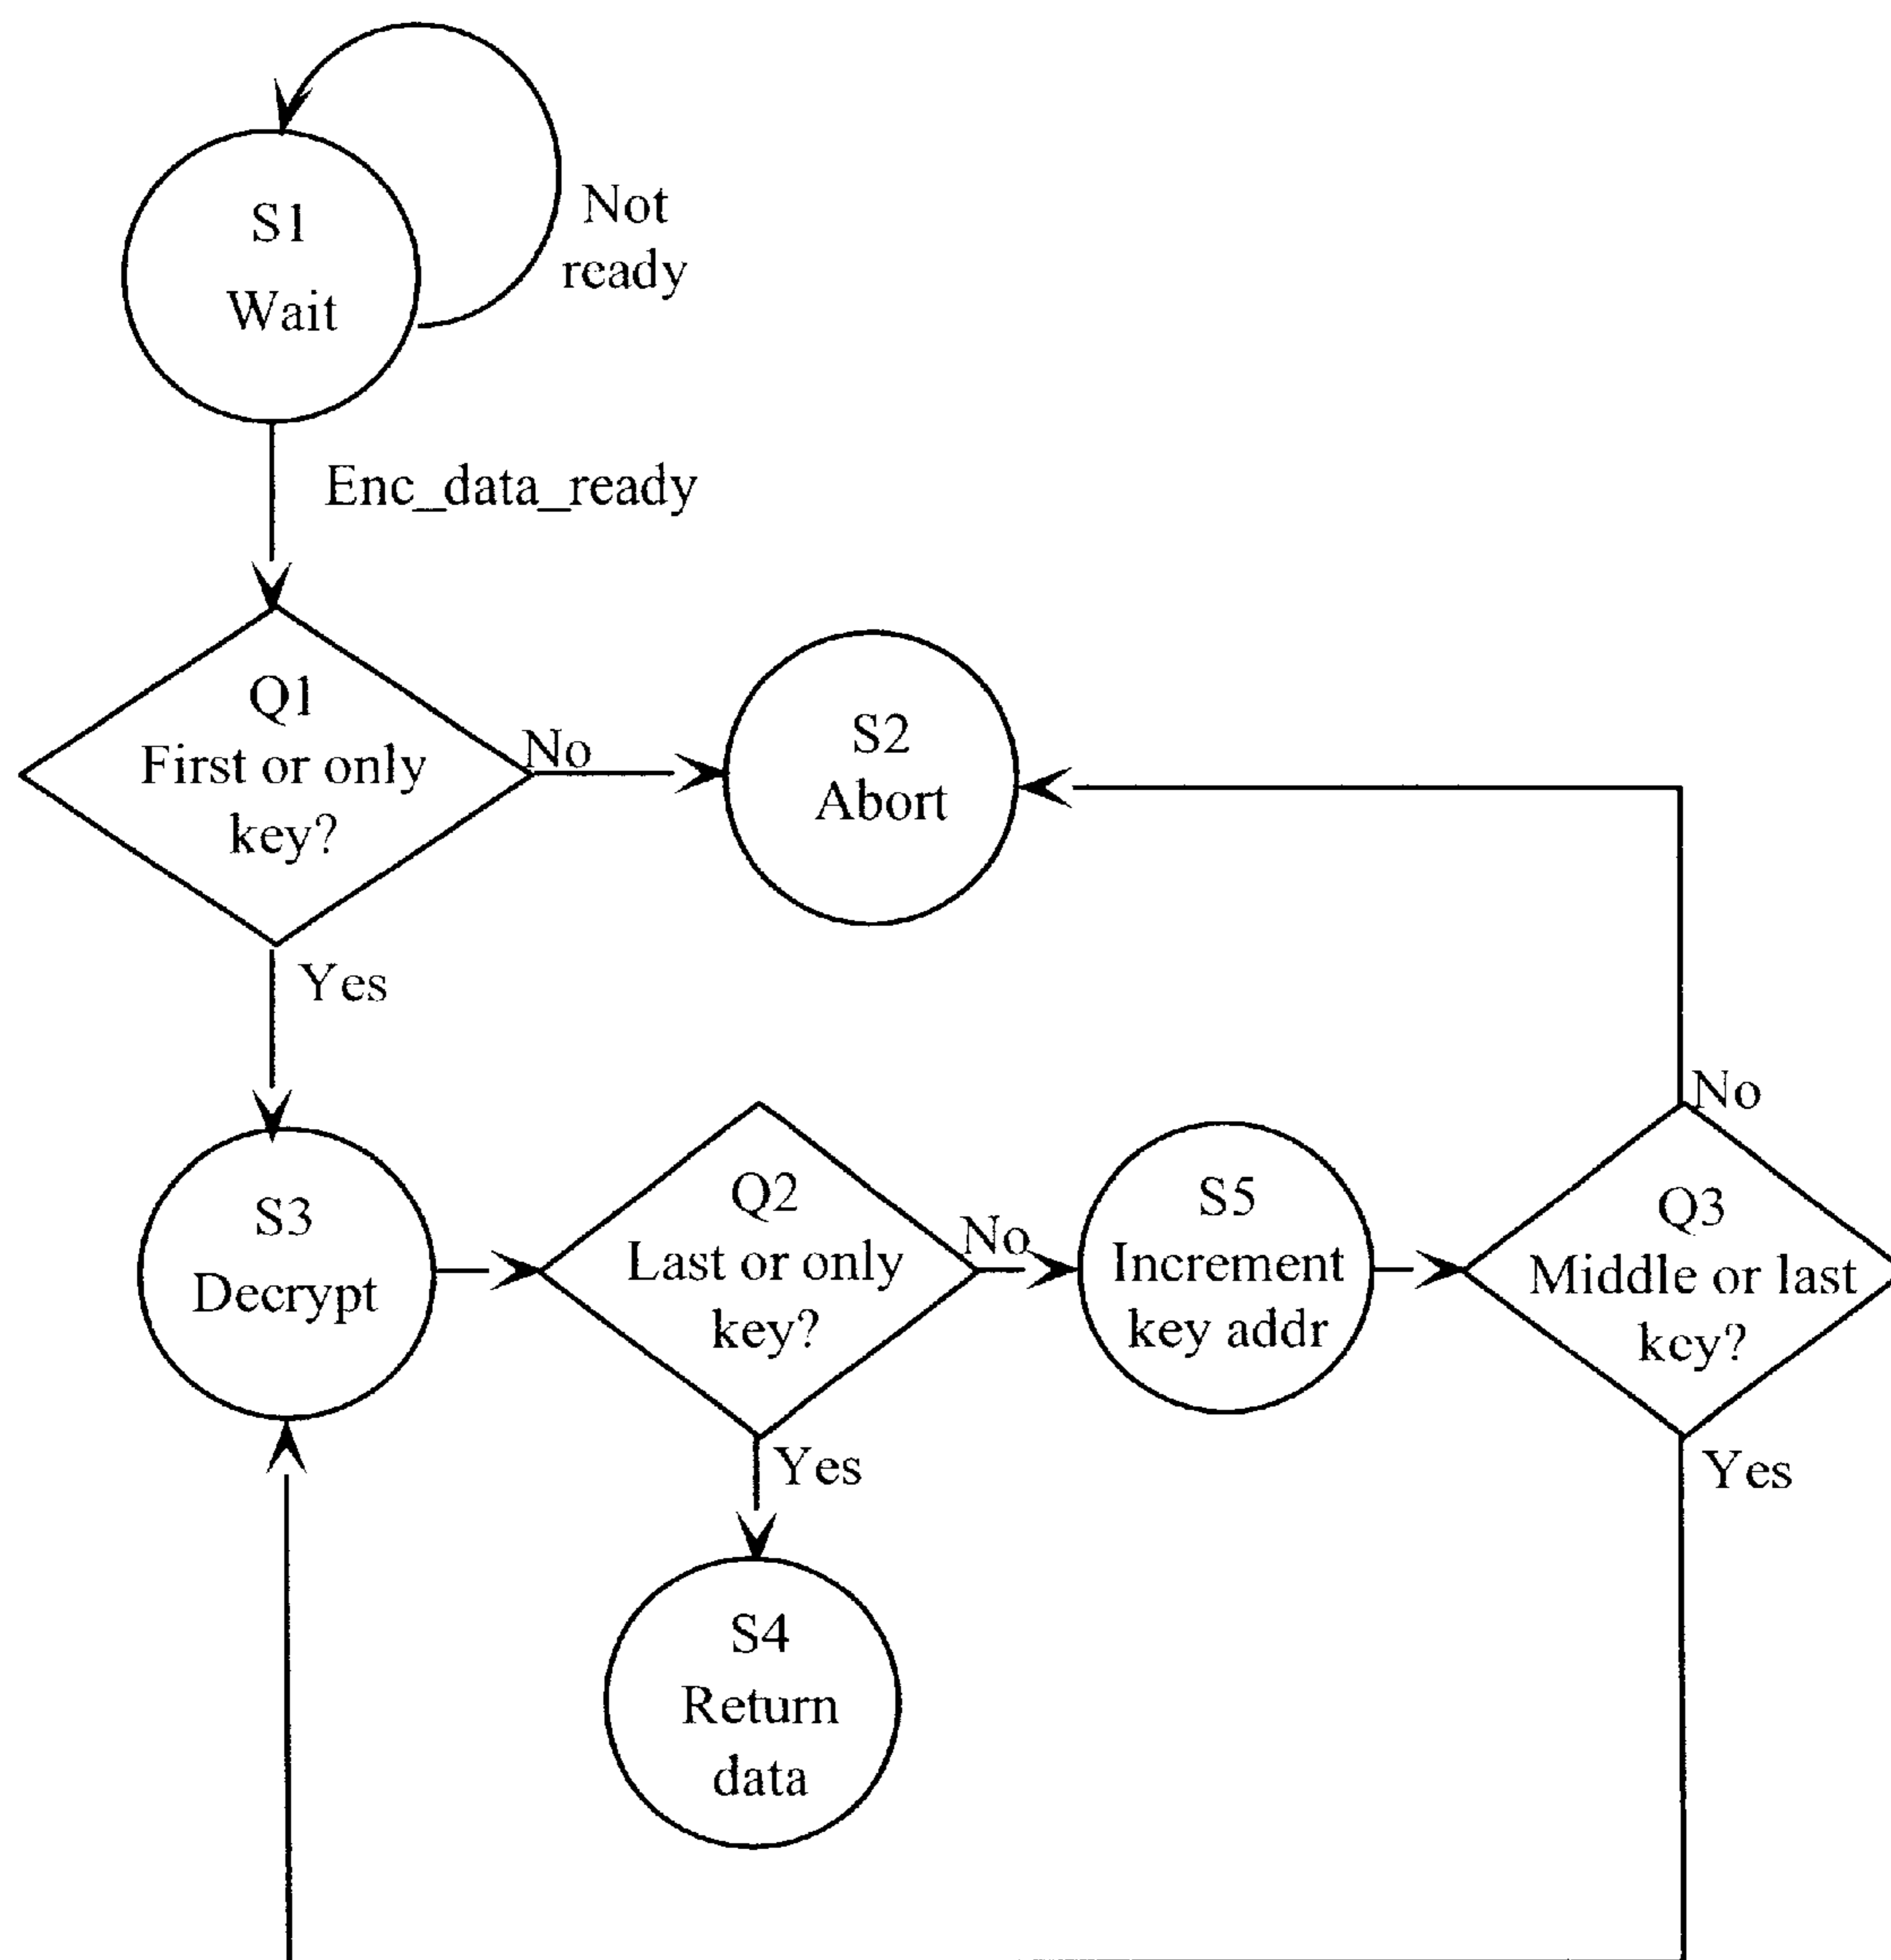 S1
Wait
Not
ready
Enc_data_ready
Q1
First or only
key?
No
S2
Abort
Yes
No
S3
Decrypt
Q2
Last or only
key?
No
S5
Increment
key addr
Q3
Middle or last
key?
Yes
Yes
S4
Return
data